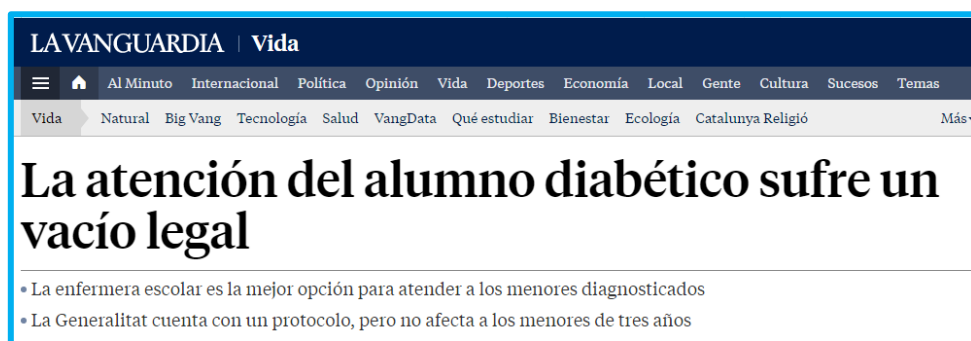 LA VANGUARDIA | Vida
Al Minuto Internacional Política Opinión Vida Deportes Economía Local Gente Cultura Sucesos Temas
Vida Natural Big Vang Tecnología Salud VangData Qué estudiar Bienestar Ecología Catalunya Religió Más
La atención del alumno diabético sufre un
vacío legal
• La enfermera escolar es la mejor opción para atender a los menores diagnosticados
• La Generalitat cuenta con un protocolo, pero no afecta a los menores de tres años